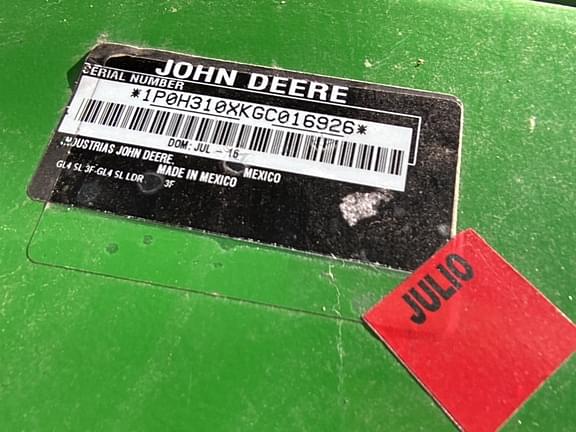 JOHN DEERE
SERIAL NUMBER
*1P0H310XKGC016926*
DOM: JUL - 16
INDUSTRIAS JOHN DEERE, MEXICO
GL4 SL 3F-GL4 SL LDR MADE IN MEXICO
3F
JULIO